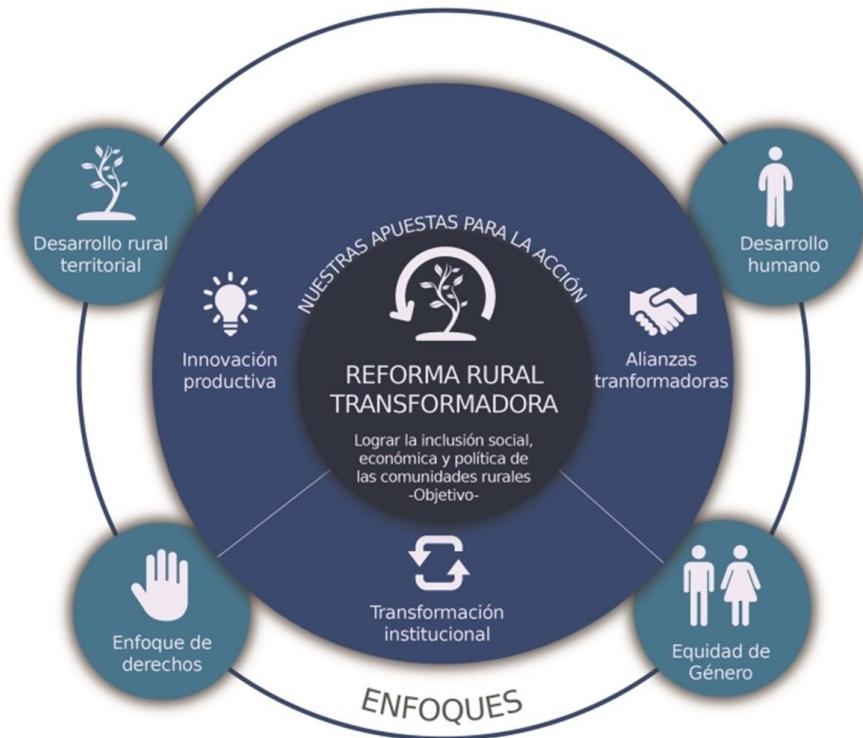 Desarrollo rural
territorial
Desarrollo
humano
NUESTRAS APUESTAS PARA LA ACCIÓN
Innovación
productiva
Alianzas
tranformadoras
REFORMA RURAL
TRANSFORMADORA
Lograr la inclusión social,
económica y política de
las comunidades rurales
-Objetivo-
Transformación
institucional
Enfoque de
derechos
Equidad de
Género
ENFOQUES